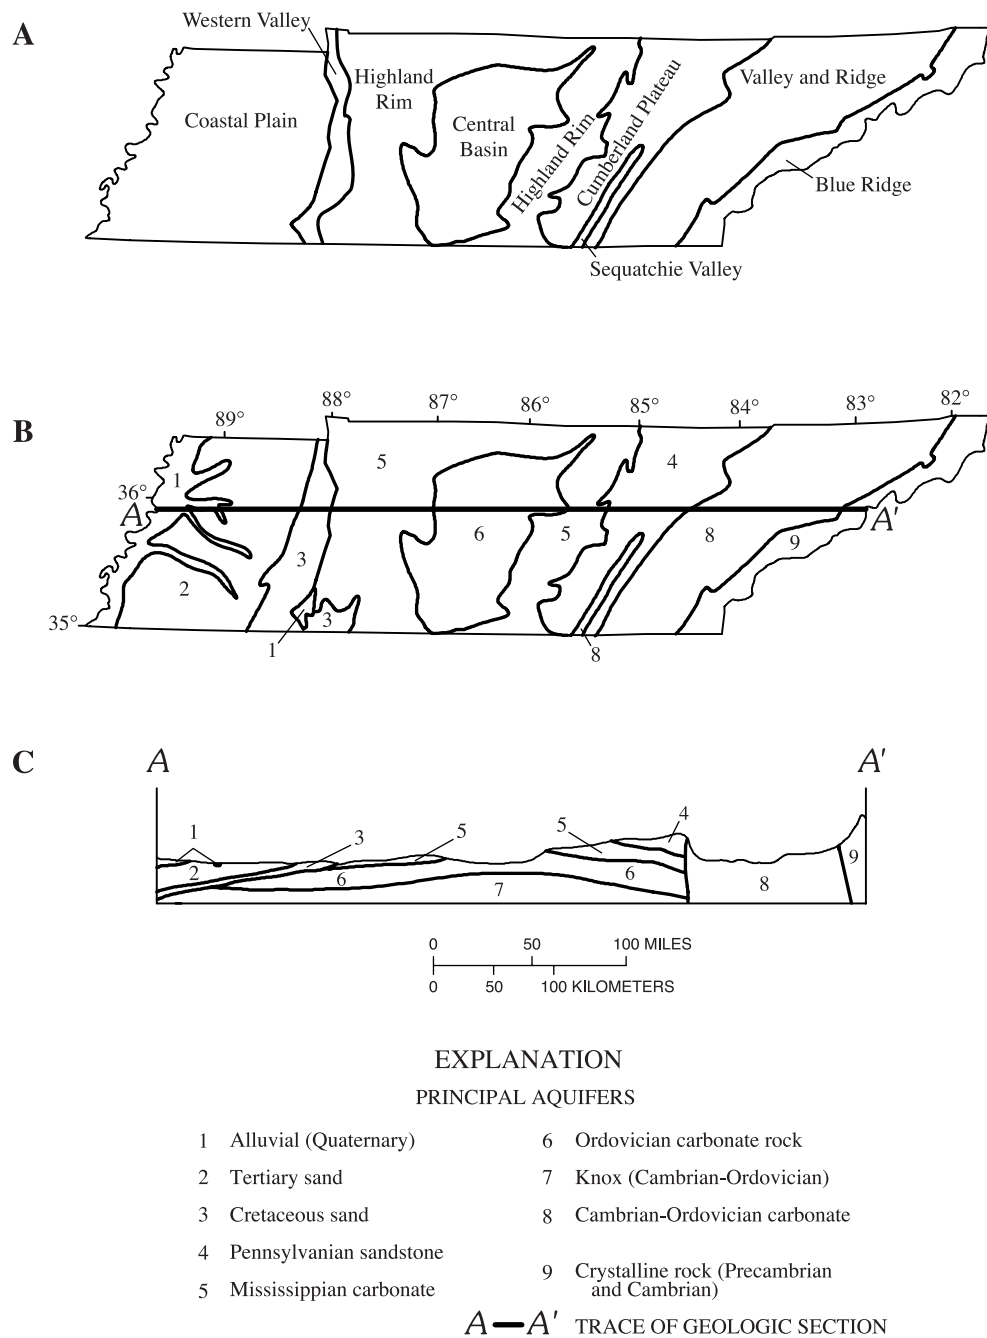 A
Western Valley
Highland
Rim
Valley and Ridge
Coastal Plain
Central
Basin
Highland Rim
Cumberland Plateau
Blue Ridge
Sequatchie Valley
B
89° 88° 87° 86° 85° 84° 83° 82°
36°
35°
A
A'
1
5
4
6
5
8
9
3
2
3
1
8
C
A
A'
1
3
5
5
4
2
6
7
6
8
9
0 50 100 MILES
0 50 100 KILOMETERS
EXPLANATION
PRINCIPAL AQUIFERS
1 Alluvial (Quaternary)
2 Tertiary sand
3 Cretaceous sand
4 Pennsylvanian sandstone
5 Mississippian carbonate
6 Ordovician carbonate rock
7 Knox (Cambrian-Ordovician)
8 Cambrian-Ordovician carbonate
9 Crystalline rock (Precambrian
and Cambrian)
A — A' TRACE OF GEOLOGIC SECTION